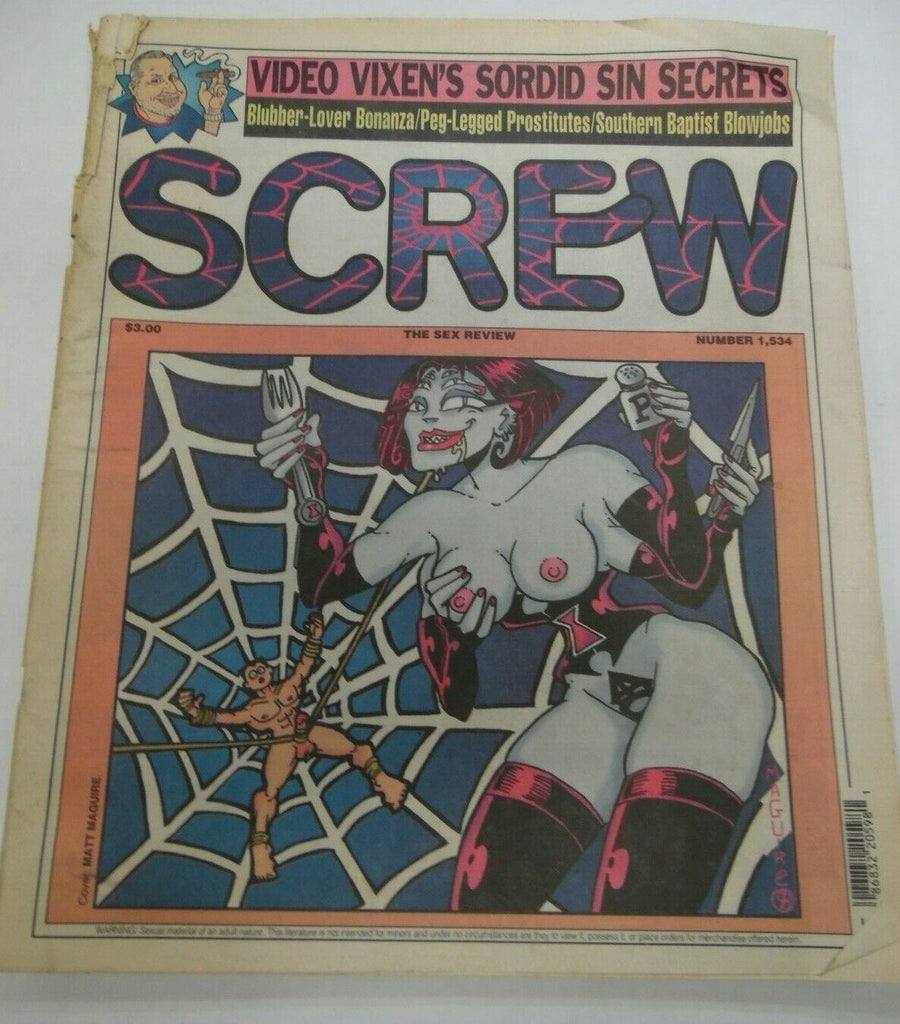 VIDEO VIXEN'S SORDID SIN SECRETS
Blubber-Lover Bonanza/Peg-Legged Prostitutes/Southern Baptist Blowjobs
SCREW
$3.00
THE SEX REVIEW
NUMBER 1,534
P
MAGUIRE
Cover: MATT MAGUIRE
86832 20598
1
WARNING: Sexual material of an adult nature. This literature is not intended for minors and under no circumstances are they to view it, possess it, or place orders for merchandise offered herein.